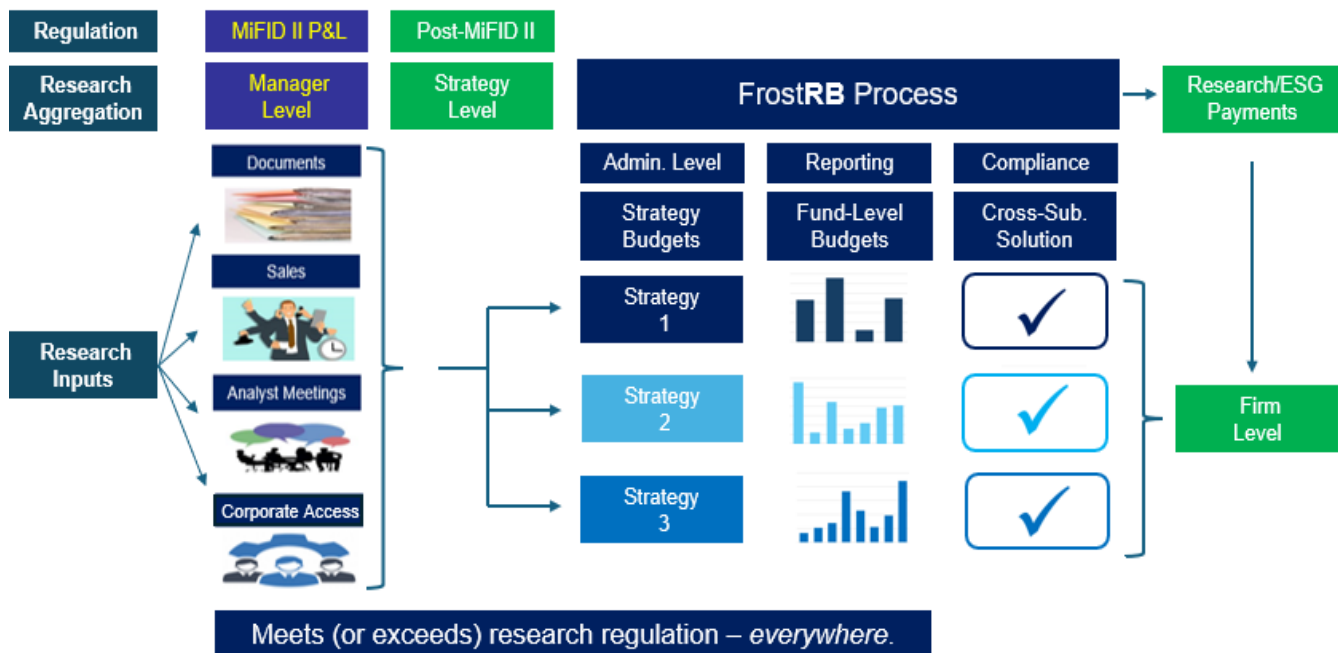 Regulation
MiFID II P&L
Post-MiFID II
Research
Aggregation
Manager
Level
Strategy
Level
FrostRB Process
Research/ESG
Payments
Documents
Admin. Level
Reporting
Compliance
Strategy
Budgets
Fund-Level
Budgets
Cross-Sub.
Solution
Sales
Strategy
1
Research
Inputs
Analyst Meetings
Strategy
2
Firm
Level
Corporate Access
Strategy
3
Meets (or exceeds) research regulation – everywhere.